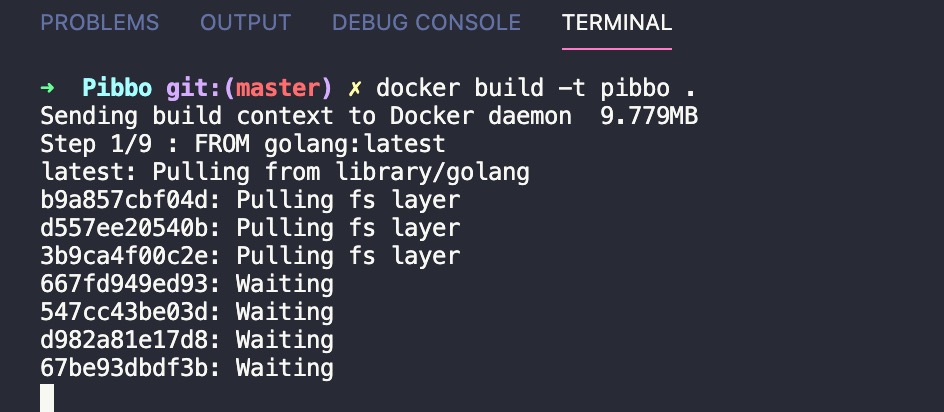 PROBLEMS OUTPUT DEBUG CONSOLE TERMINAL
➜ Pibbo git:(master) ✗ docker build -t pibbo .
Sending build context to Docker daemon 9.779MB
Step 1/9 : FROM golang:latest
latest: Pulling from library/golang
b9a857cbf04d: Pulling fs layer
d557ee20540b: Pulling fs layer
3b9ca4f00c2e: Pulling fs layer
667fd949ed93: Waiting
547cc43be03d: Waiting
d982a81e17d8: Waiting
67be93dbdf3b: Waiting